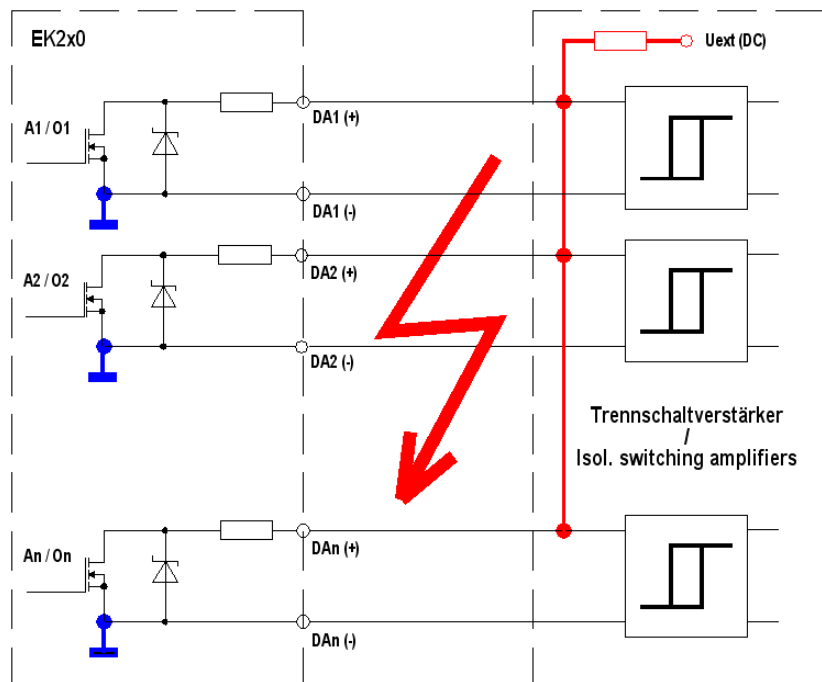 EK2x0
Uext (DC)
A1 / O1
DA1 (+)
DA1 (-)
A2 / O2
DA2 (+)
DA2 (-)
Trennschaltverstärker
/
Isol. switching amplifiers
An / On
DAn (+)
DAn (-)